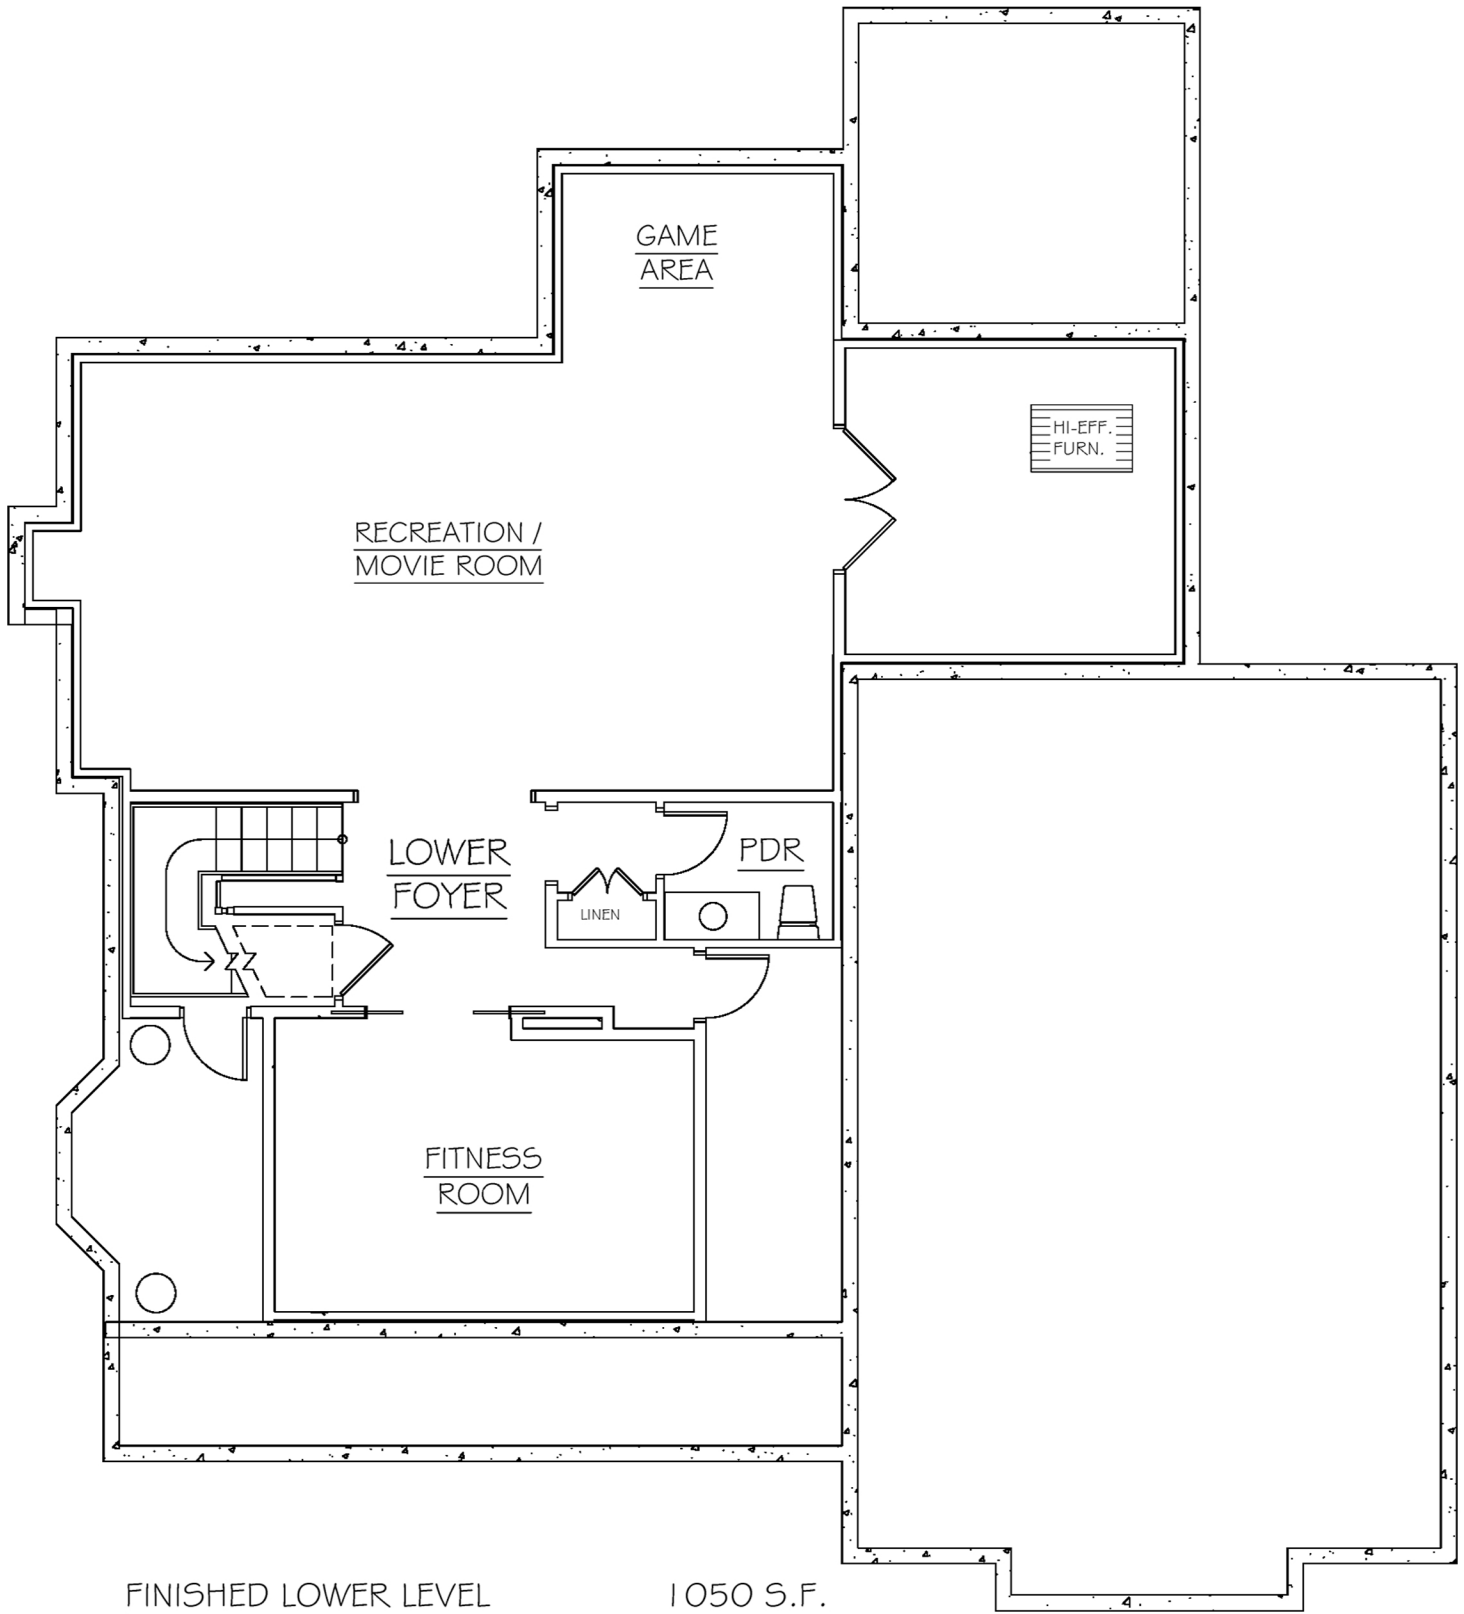 GAME
AREA
HI-EFF.
FURN.
RECREATION /
MOVIE ROOM
LOWER
FOYER
PDR
LINEN
FITNESS
ROOM
FINISHED LOWER LEVEL 1050 S.F.